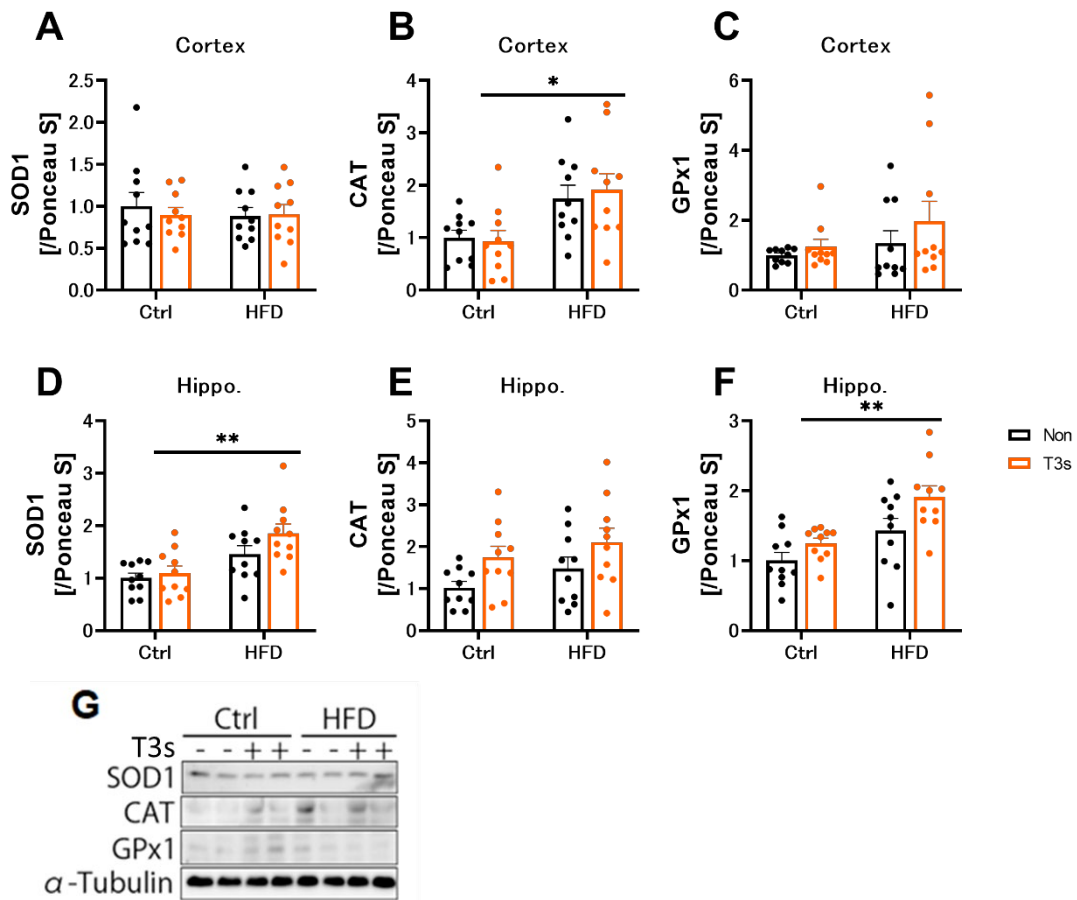 A
Cortex
SOD1
[/Ponceau S]
2.5
2.0
1.5
1.0
0.5
0.0
Ctrl
HFD
B
Cortex
*
CAT
[/Ponceau S]
4
3
2
1
0
Ctrl
HFD
C
Cortex
GPx1
[/Ponceau S]
6
4
2
0
Ctrl
HFD
D
Hippo.
**
SOD1
[/Ponceau S]
4
3
2
1
0
Ctrl
HFD
E
Hippo.
CAT
[/Ponceau S]
5
4
3
2
1
0
Ctrl
HFD
F
Hippo.
**
GPx1
[/Ponceau S]
3
2
1
0
Ctrl
HFD
Non
T3s
G
Ctrl HFD
T3s - - + + - - + +
SOD1
CAT
GPx1
α-Tubulin